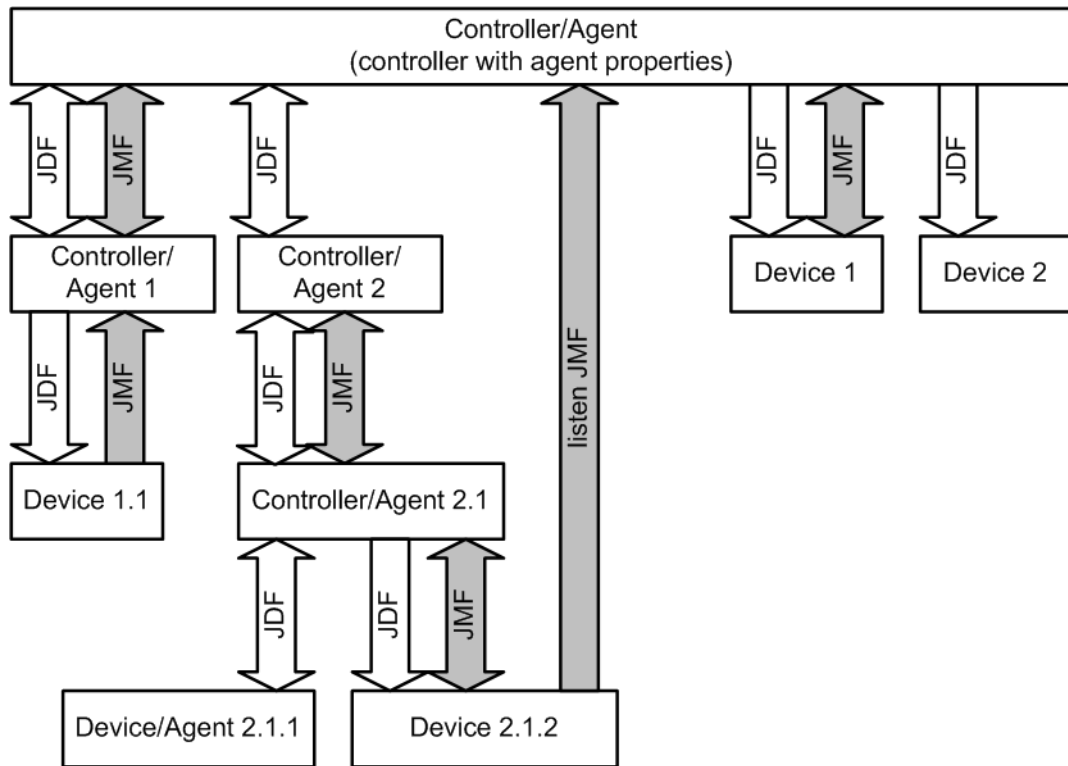 Controller/Agent
(controller with agent properties)
JDF
JMF
JDF
JDF
JMF
JDF
Controller/
Agent 1
Controller/
Agent 2
Device 1
Device 2
JDF
JMF
JDF
JMF
listen JMF
Device 1.1
Controller/Agent 2.1
JDF
JDF
JMF
Device/Agent 2.1.1
Device 2.1.2